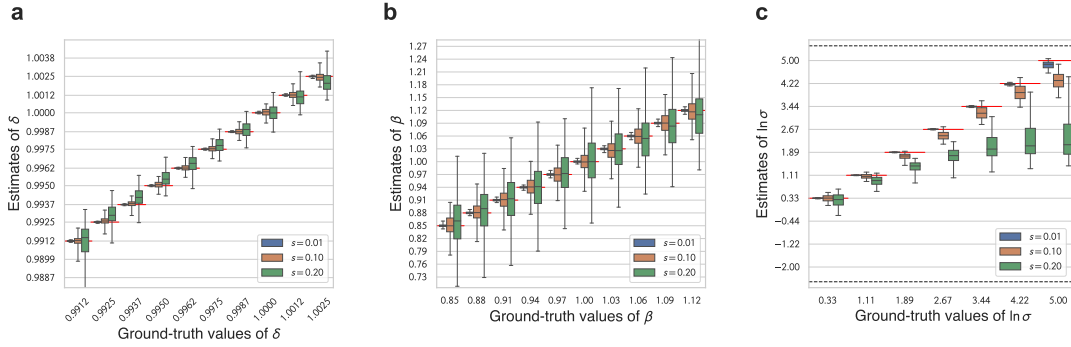 a
Estimates of δ
1.0038
1.0025
1.0012
1.0000
0.9987
0.9975
0.9962
0.9950
0.9937
0.9925
0.9912
0.9899
0.9887
s = 0.01
s = 0.10
s = 0.20
0.9912 0.9925 0.9937 0.9950 0.9962 0.9975 0.9987 1.0000 1.0012 1.0025
Ground-truth values of δ
b
Estimates of β
1.27
1.24
1.21
1.18
1.15
1.12
1.09
1.06
1.03
1.00
0.97
0.94
0.91
0.88
0.85
0.82
0.79
0.76
0.73
s = 0.01
s = 0.10
s = 0.20
0.85 0.88 0.91 0.94 0.97 1.00 1.03 1.06 1.09 1.12
Ground-truth values of β
c
Estimates of ln σ
5.00
4.22
3.44
2.67
1.89
1.11
0.33
−0.44
−1.22
−2.00
s = 0.01
s = 0.10
s = 0.20
0.33 1.11 1.89 2.67 3.44 4.22 5.00
Ground-truth values of ln σ